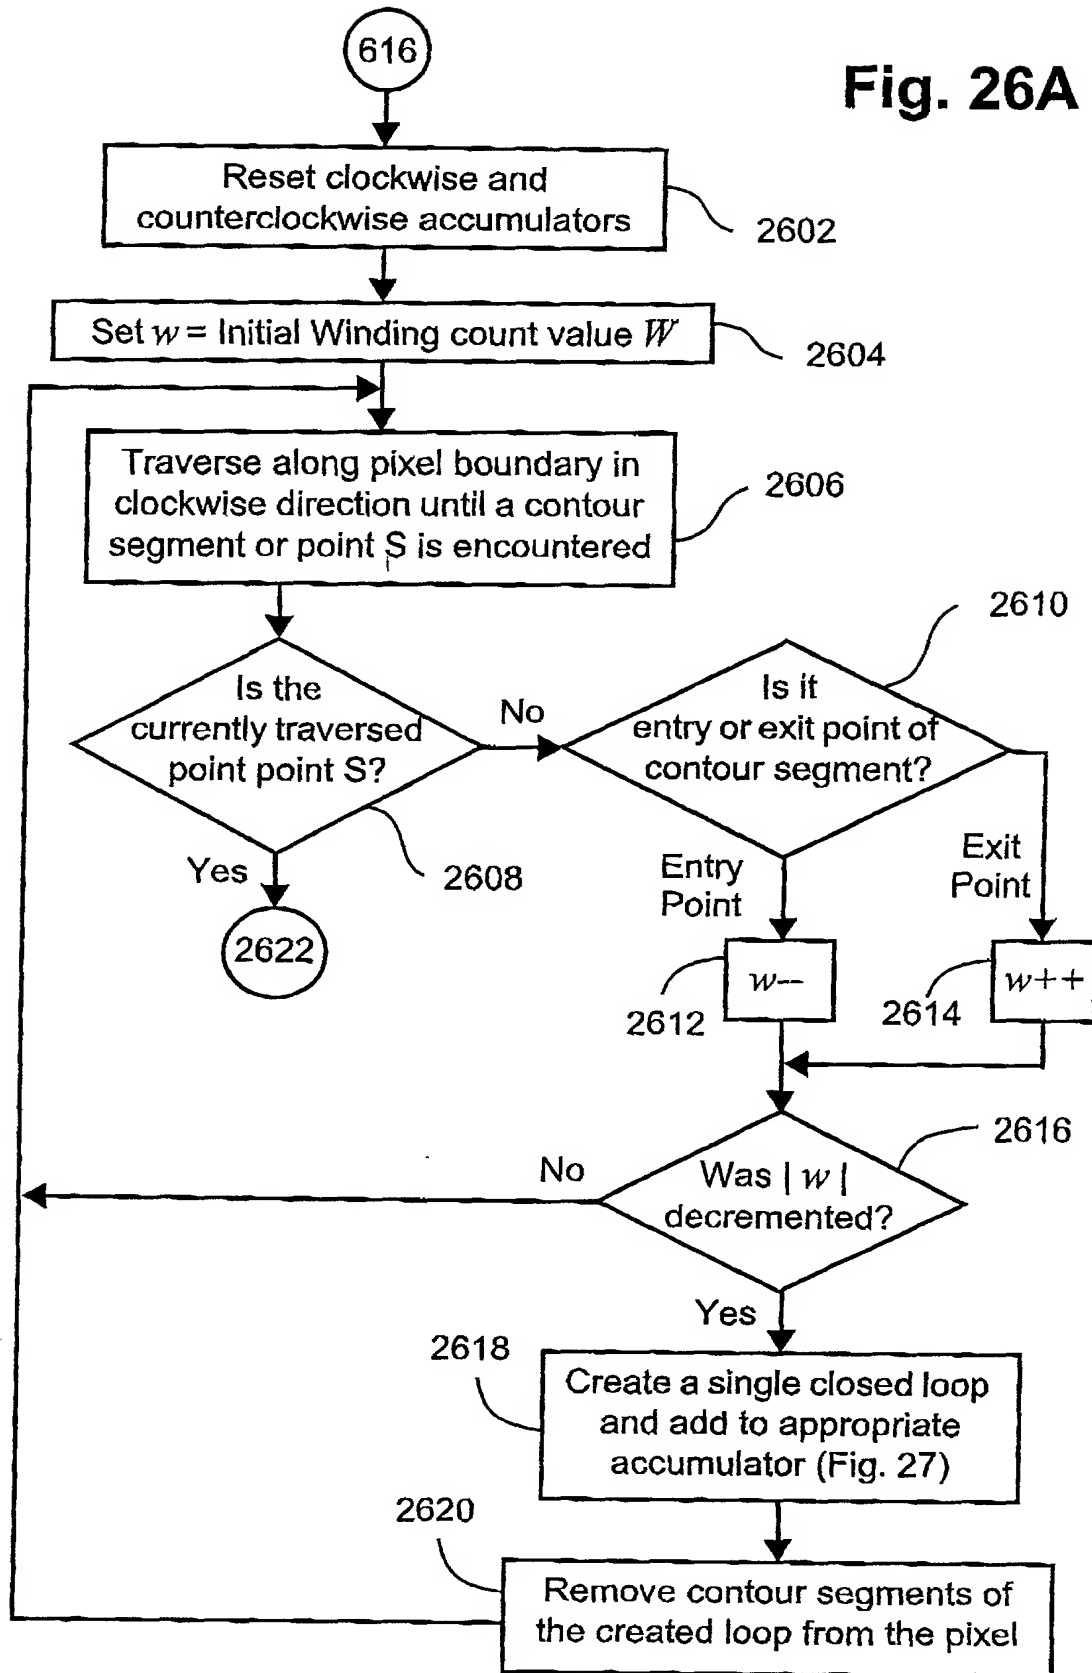 616
Fig. 26A
Reset clockwise and
counterclockwise accumulators
2602
Set w = Initial Winding count value W
2604
Traverse along pixel boundary in
clockwise direction until a contour
segment or point S is encountered
2606
2610
Is the
currently traversed
point point S?
No
Is it
entry or exit point of
contour segment?
Yes
2608
Entry
Point
Exit
Point
2622
w--
2612
w++
2614
2616
No
Was | w |
decremented?
Yes
2618
Create a single closed loop
and add to appropriate
accumulator (Fig. 27)
2620
Remove contour segments of
the created loop from the pixel